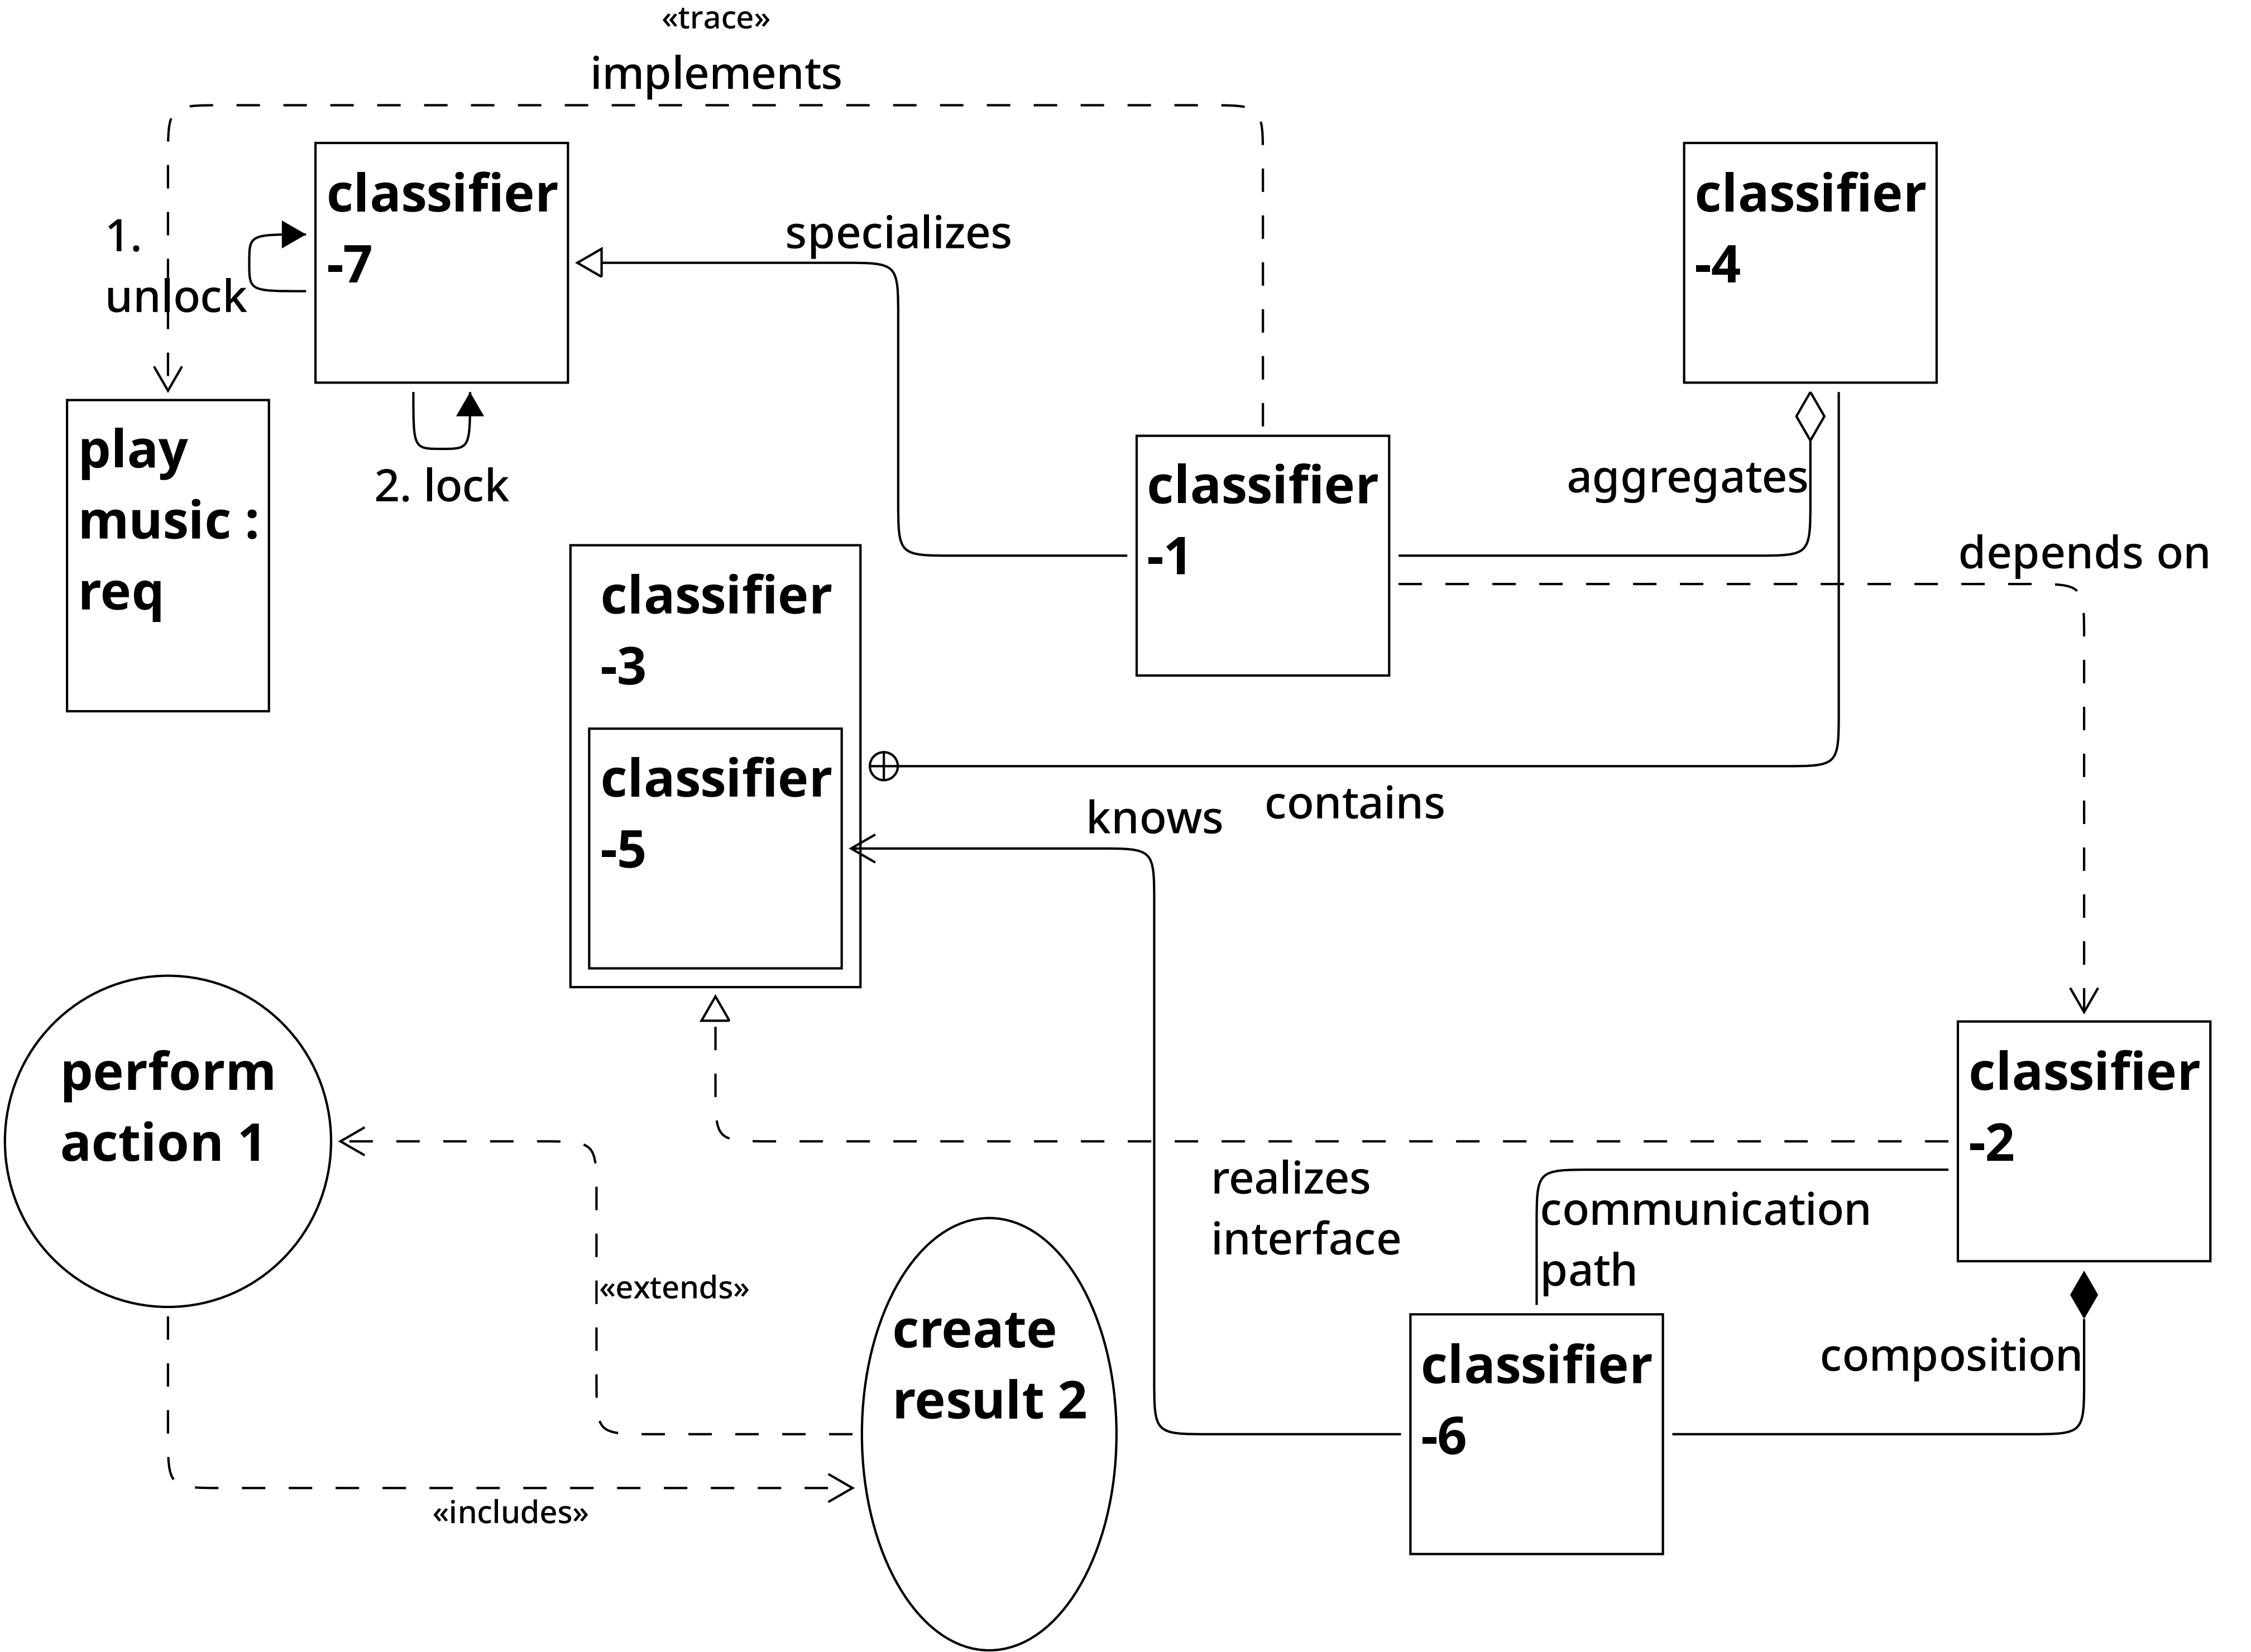 «trace»
implements
classifier
-7
1.
unlock
2. lock
specializes
classifier
-4
play
music :
req
classifier
-1
aggregates
depends on
classifier
-3
classifier
-5
contains
knows
perform
action 1
classifier
-2
realizes
interface
communication
path
«extends»
create
result 2
classifier
-6
composition
«includes»